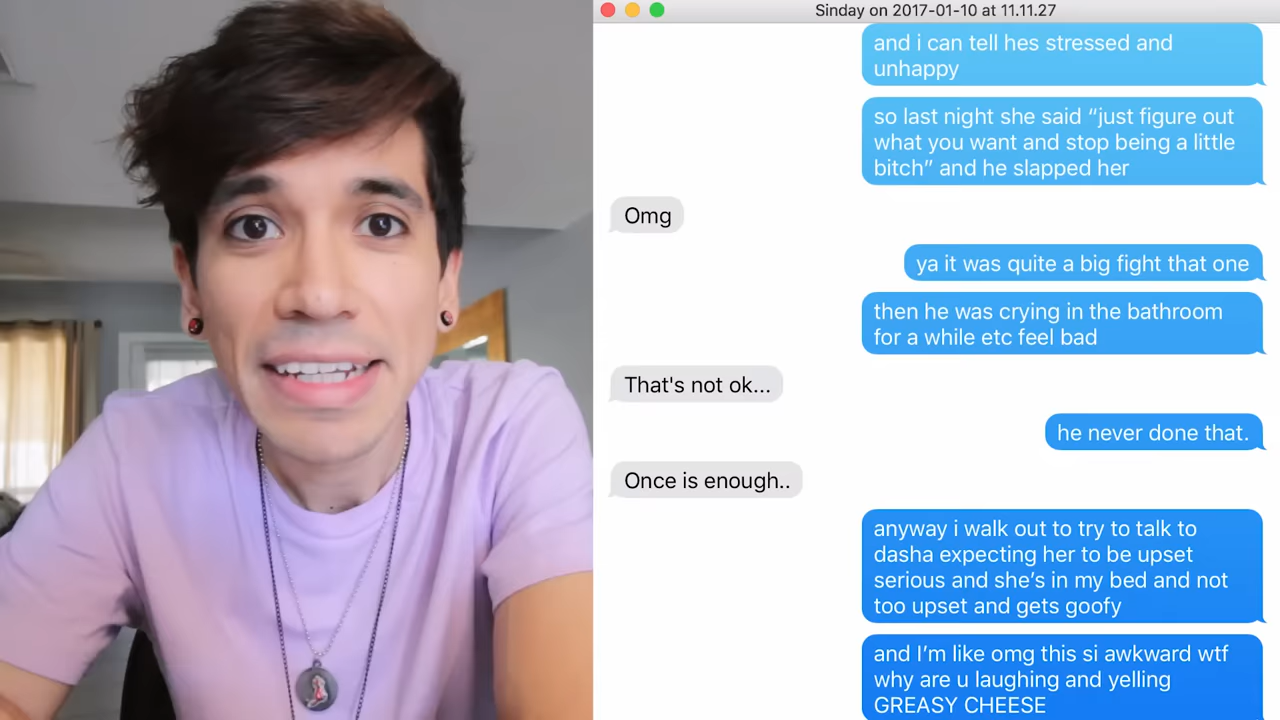 Sinday on 2017-01-10 at 11.11.27
and i can tell hes stressed and
unhappy
so last night she said “just figure out
what you want and stop being a little
bitch” and he slapped her
Omg
ya it was quite a big fight that one
then he was crying in the bathroom
for a while etc feel bad
That's not ok...
he never done that.
Once is enough..
anyway i walk out to try to talk to
dasha expecting her to be upset
serious and she’s in my bed and not
too upset and gets goofy
and I’m like omg this si awkward wtf
why are u laughing and yelling
GREASY CHEESE